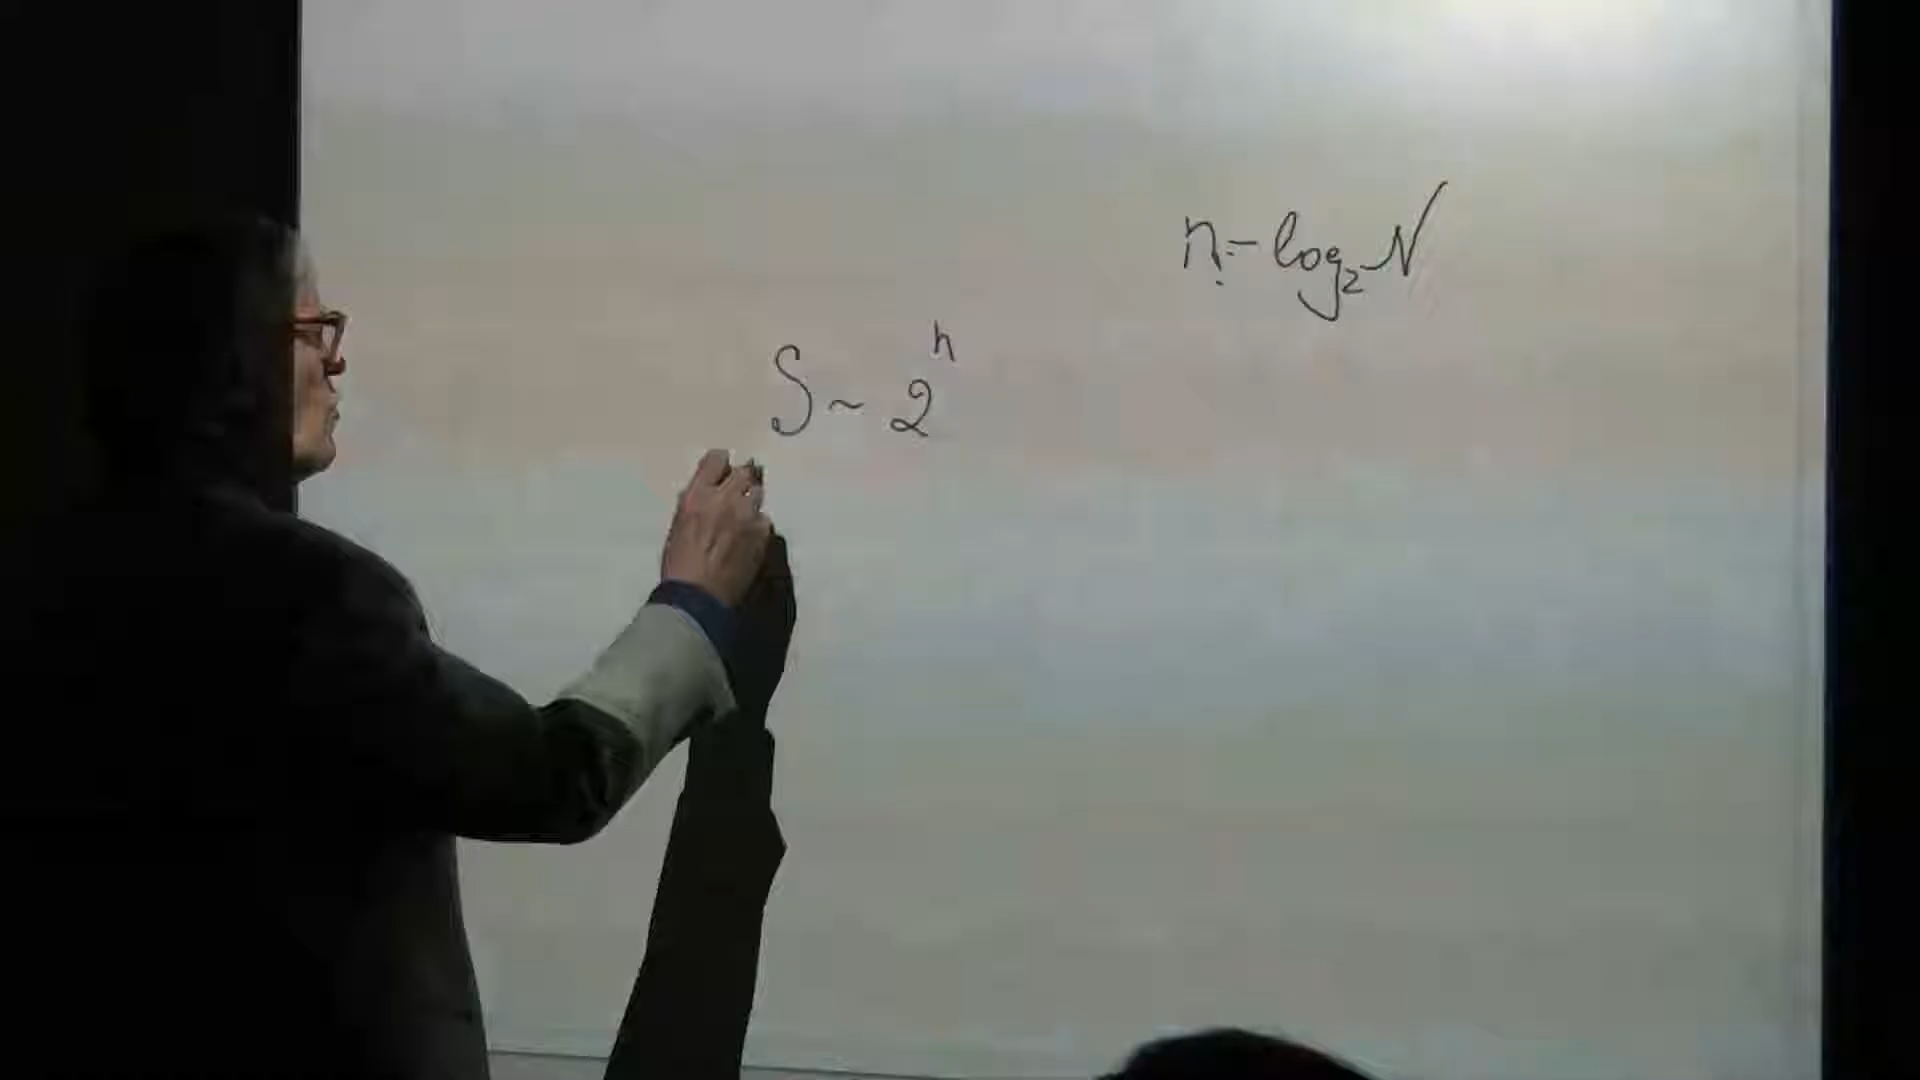 n = log₂ N
S ~ 2ⁿ